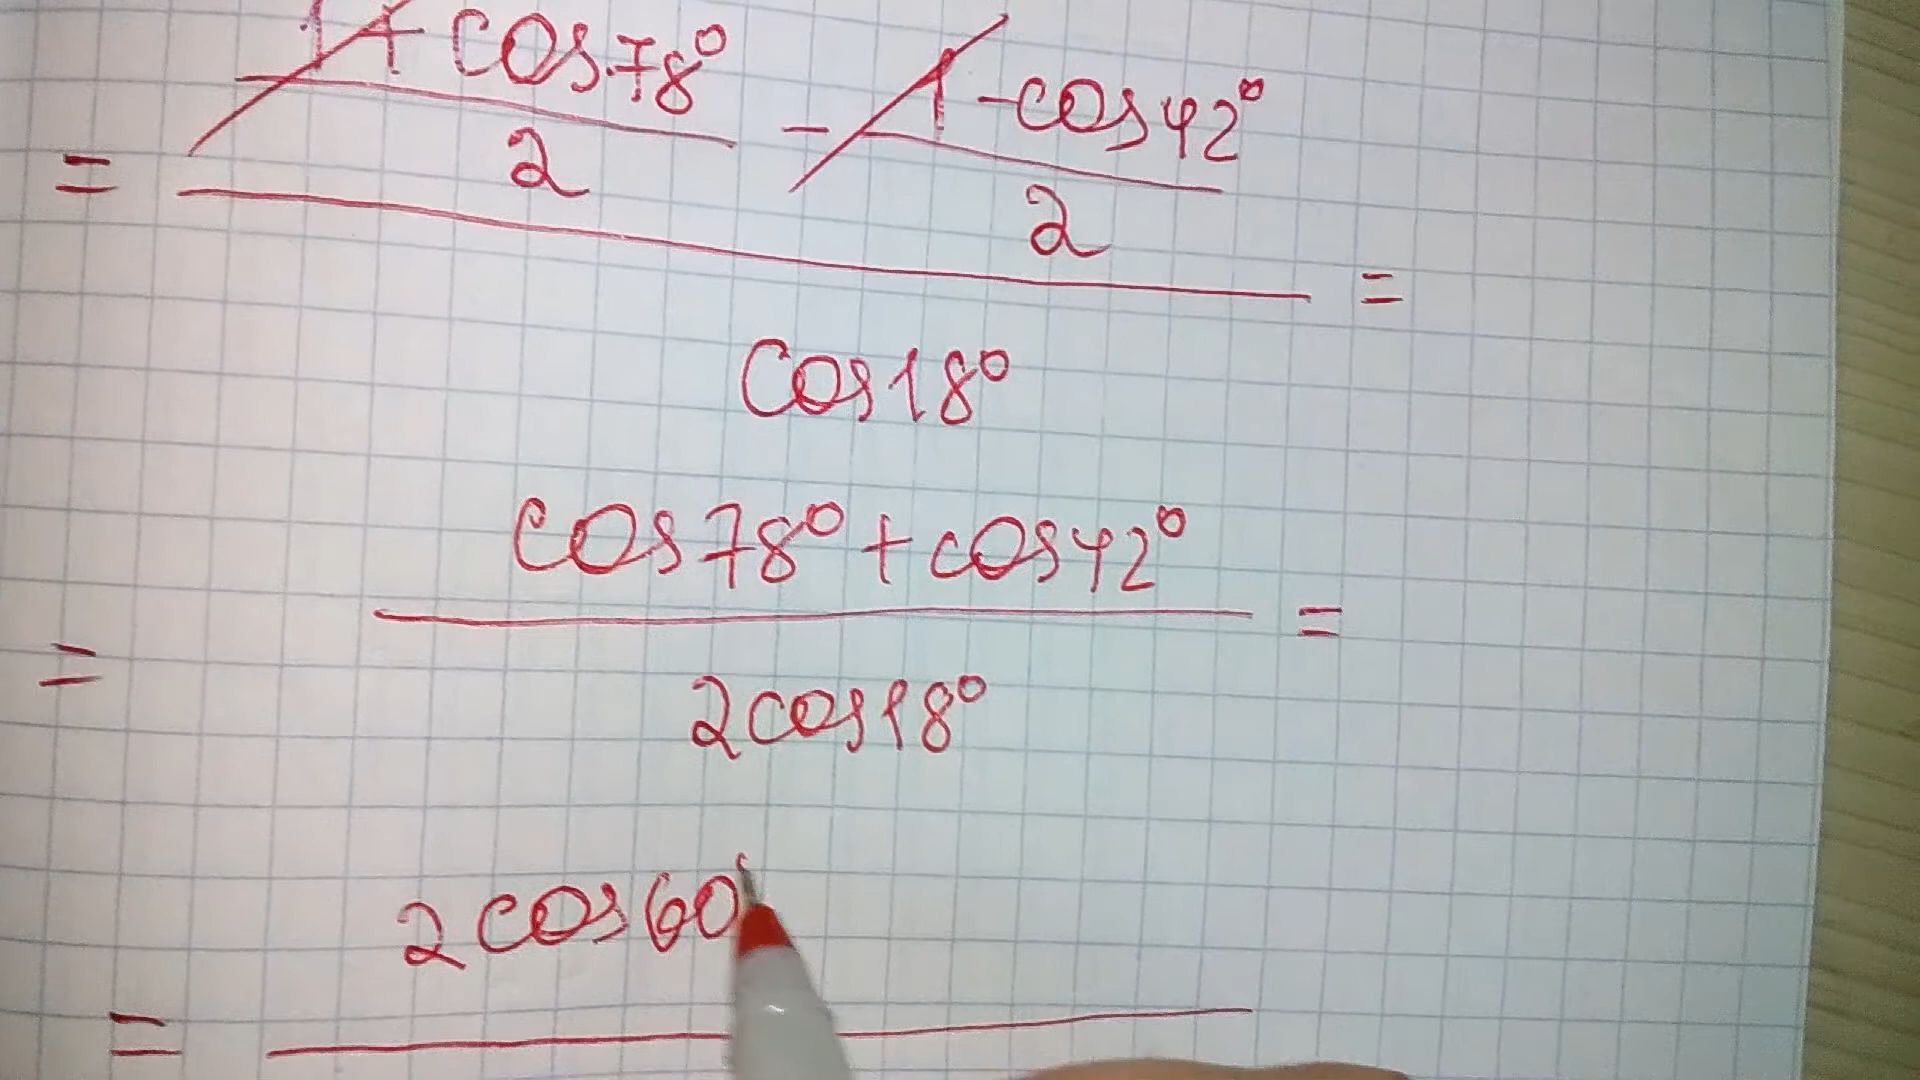 1 + cos78° - 1 - cos42°
= 2 2 =
cos18°
cos78° + cos42°
= =
2cos18°
2cos60
=